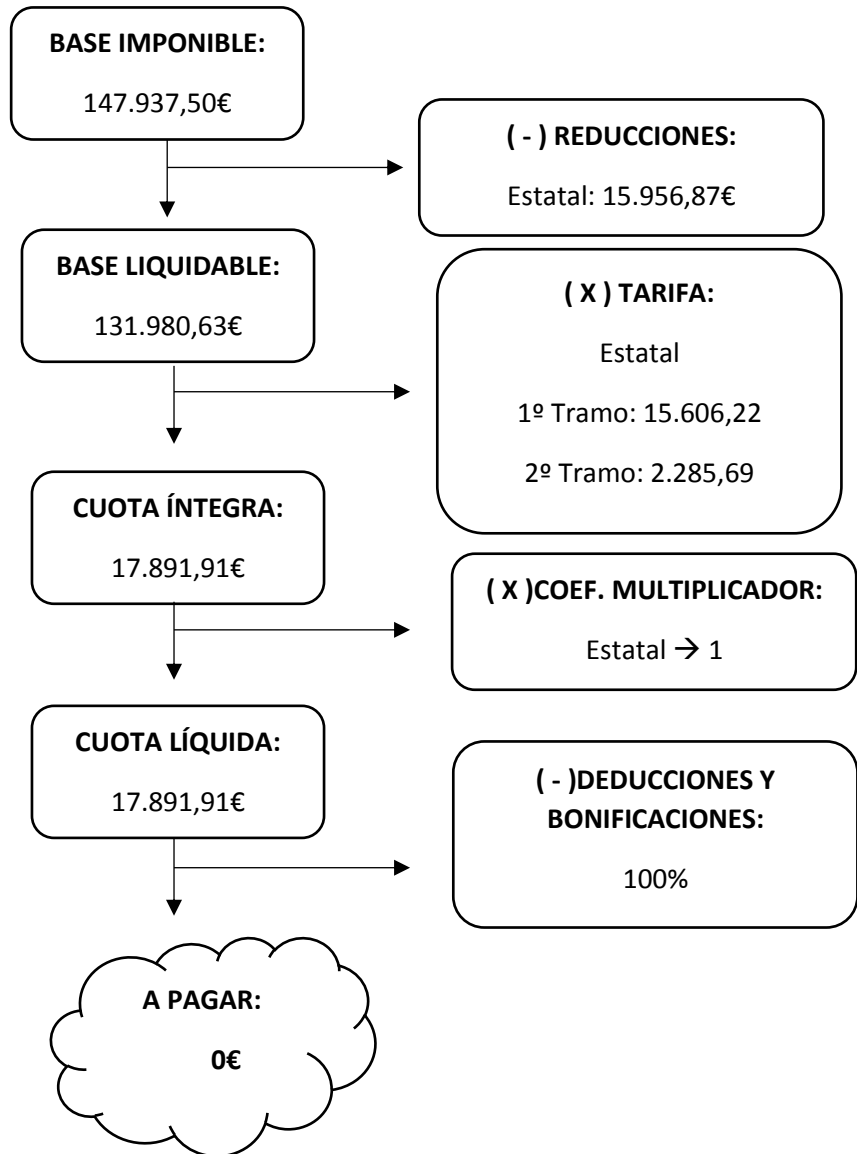 BASE IMPONIBLE:
147.937,50€
( - ) REDUCCIONES:
Estatal: 15.956,87€
BASE LIQUIDABLE:
131.980,63€
( X ) TARIFA:
Estatal
1º Tramo: 15.606,22
2º Tramo: 2.285,69
CUOTA ÍNTEGRA:
17.891,91€
( X )COEF. MULTIPLICADOR:
Estatal → 1
CUOTA LÍQUIDA:
17.891,91€
( - )DEDUCCIONES Y
BONIFICACIONES:
100%
A PAGAR:
0€